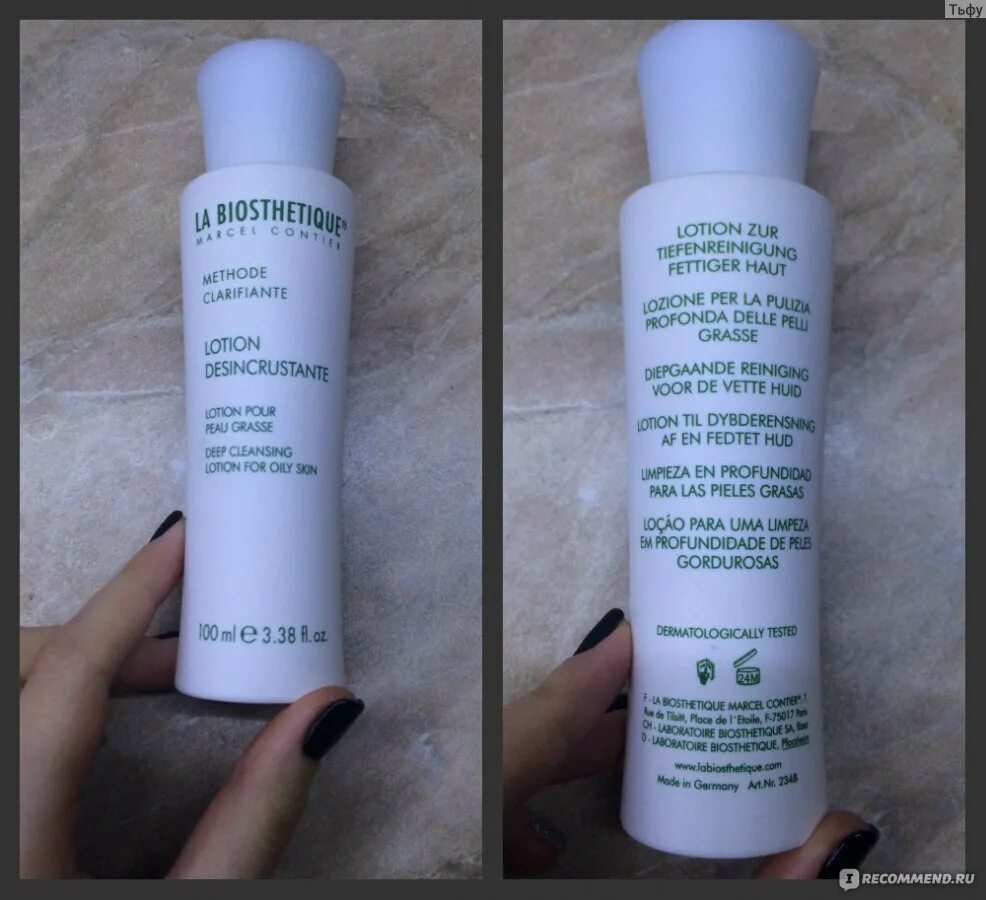 Тьфу
LA BIOSTHETIQUE®
MARCEL CONTIER
METHODE
CLARIFIANTE
LOTION
DESINCRUSTANTE
LOTION POUR
PEAU GRASSE
DEEP CLEANSING
LOTION FOR OILY SKIN
100 ml e 3.38 fl.oz.
LOTION ZUR
TIEFENREINIGUNG
FETTIGER HAUT
LOZIONE PER LA PULIZIA
PROFONDA DELLE PELLI
GRASSE
DIEPGAANDE REINIGING
VOOR DE VETTE HUID
LOTION TIL DYBDERENSNING
AF EN FEDTET HUD
LIMPIEZA EN PROFUNDIDAD
PARA LAS PIELES GRASAS
LOÇÃO PARA UMA LIMPEZA
EM PROFUNDIDADE DE PELES
GORDUROSAS
DERMATOLOGICALLY TESTED
24M
F - LA BIOSTHETIQUE MARCEL CONTIER®, 7,
Rue de Tilsitt, Place de l´Etoile, F-75017 Paris
CH - LABORATOIRE BIOSTHETIQUE SA,
D - LABORATOIRE BIOSTHETIQUE, Pforzheim
www.labiosthetique.com
Made in Germany Art.Nr. 2348
IRECOMMEND.RU